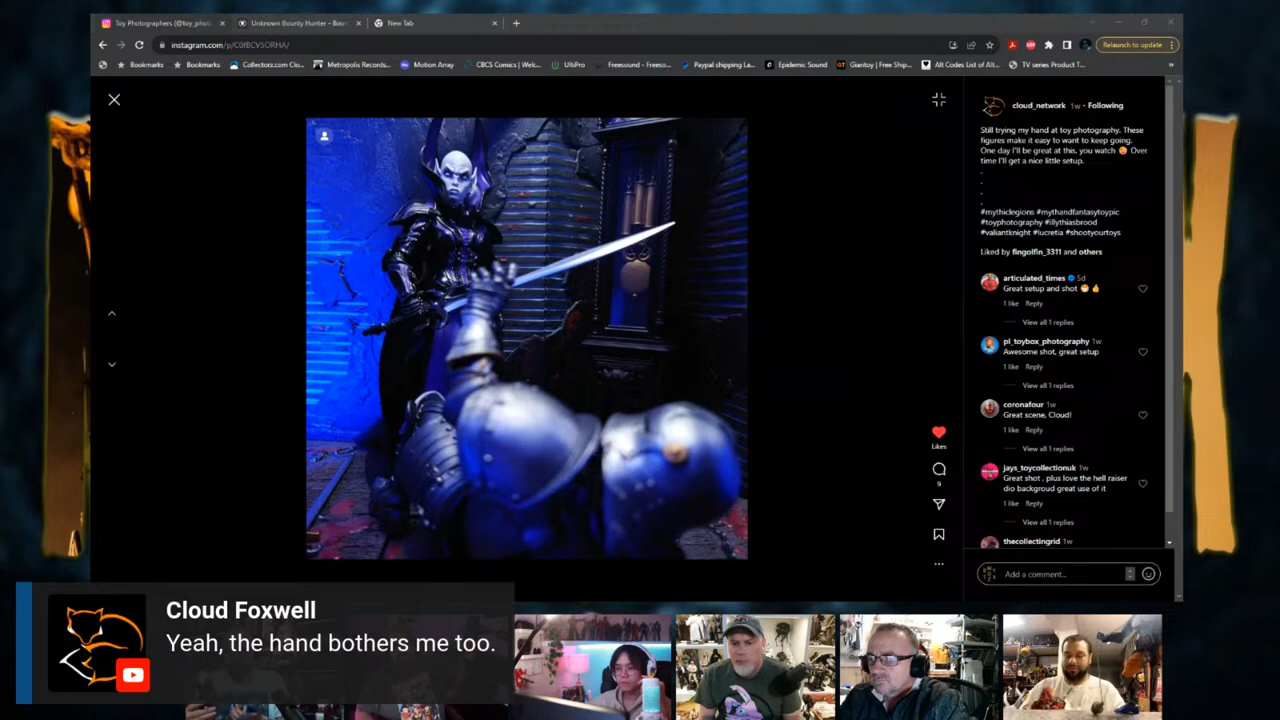 Toy Photographers (@toy_phot
Unknown Bounty Hunter - Boun
New Tab
instagram.com/p/C0fBCVSORHA/
Relaunch to update
Bookmarks
Bookmarks
Collectorz.com Clo...
Metropolis Records...
Motion Array
CBCS Comics | Welc...
UltiPro
Freesound - Freeso...
Paypal shipping La...
Epidemic Sound
Giantoy | Free Ship...
Alt Codes List of Alt...
TV series Product T...
»
cloud_network 1w • Following
Still trying my hand at toy photography. These
figures make it easy to want to keep going.
One day I'll be great at this, you watch 😍 Over
time I'll get a nice little setup.
.
.
.
.
#mythiclegions #mythandfantasytoypic
#toyphotography #illythiasbrood
#valiantknight #lucretia #shootyourtoys
Liked by fingolfin_3311 and others
articulated_times 5d
Great setup and shot 😁👍
1 like Reply
View all 1 replies
pl_toybox_photography 1w
Awesome shot, great setup
1 like Reply
View all 1 replies
coronafour 1w
Great scene, Cloud!
1 like Reply
View all 1 replies
jays_toycollectionuk 1w
Great shot , plus love the hell raiser
dio backgroud great use of it
1 like Reply
View all 1 replies
thecollectingrid 1w
Likes
9
Add a comment...
Cloud Foxwell
Yeah, the hand bothers me too.